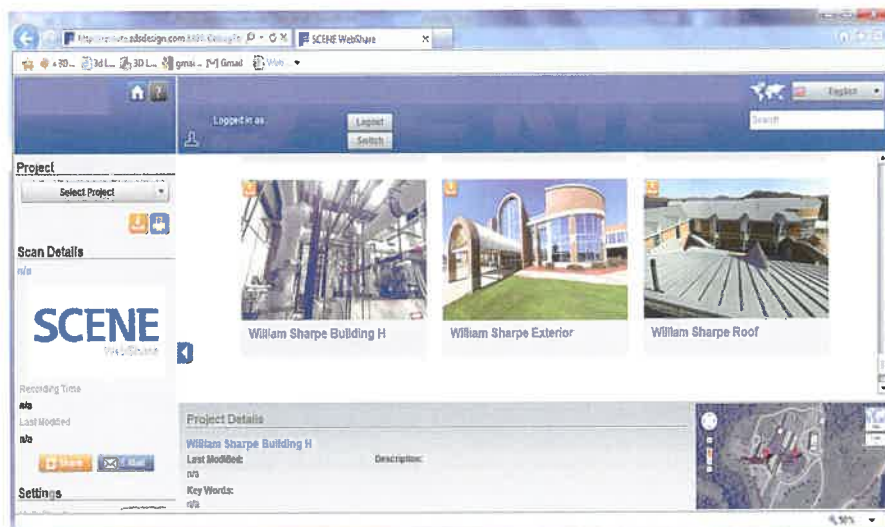 SCENE WebShare
gmai...
Gmail
Logged in as:
Logout
Switch
English
Search
Project
Select Project
Scan Details
n/a
SCENE
WebShare
Recording Time
n/a
Last Modified
n/a
Share
Settings
William Sharpe Building H
William Sharpe Exterior
William Sharpe Roof
Project Details
William Sharpe Building H
Last Modified:
Description:
n/a
Key Words:
n/a